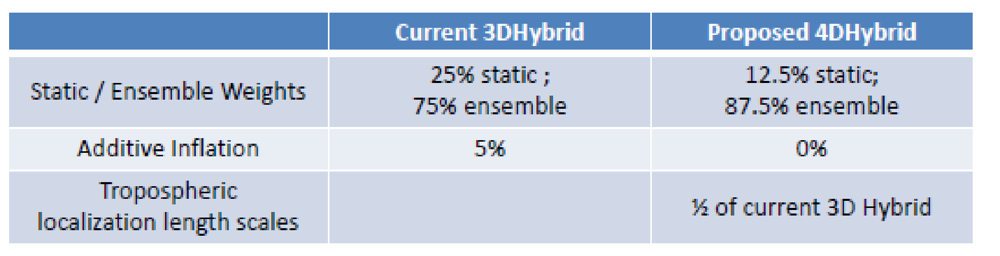 Current 3DHybrid
Proposed 4DHybrid
Static / Ensemble Weights
25% static ;
75% ensemble
12.5% static;
87.5% ensemble
Additive Inflation
5%
0%
Tropospheric
localization length scales
½ of current 3D Hybrid